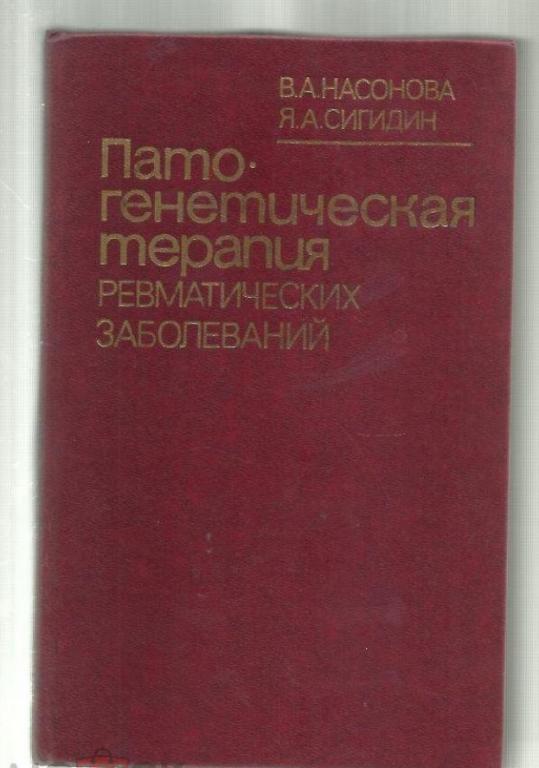 В.А.НАСОНОВА
Я.А.СИГИДИН
Пато-
генетическая
терапия
РЕВМАТИЧЕСКИХ
ЗАБОЛЕВАНИЙ